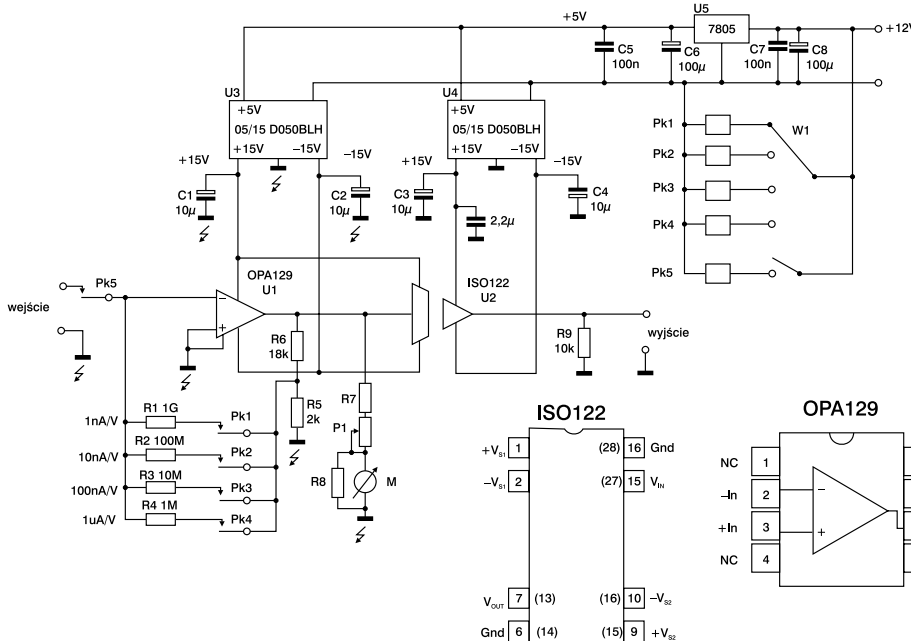 U5
7805
+12V
+5V
C5
100n
C6
100µ
C7
100n
C8
100µ
U3
+5V
05/15 D050BLH
+15V
−15V
U4
+5V
05/15 D050BLH
+15V
−15V
+15V
C1
10µ
−15V
C2
10µ
+15V
C3
10µ
2,2µ
−15V
C4
10µ
Pk1
Pk2
Pk3
Pk4
Pk5
W1
wejście
Pk5
OPA129
U1
−
+
ISO122
U2
R6
18k
R5
2k
R7
P1
R8
M
R9
10k
wyjście
1nA/V
R1 1G
Pk1
10nA/V
R2 100M
Pk2
100nA/V
R3 10M
Pk3
1uA/V
R4 1M
Pk4
ISO122
+VS1 1 (28) 16 Gnd
−VS1 2 (27) 15 VIN
VOUT 7 (13) (16) 10 −VS2
Gnd 6 (14) (15) 9 +VS2
OPA129
NC 1
−In 2 −
+In 3 +
NC 4